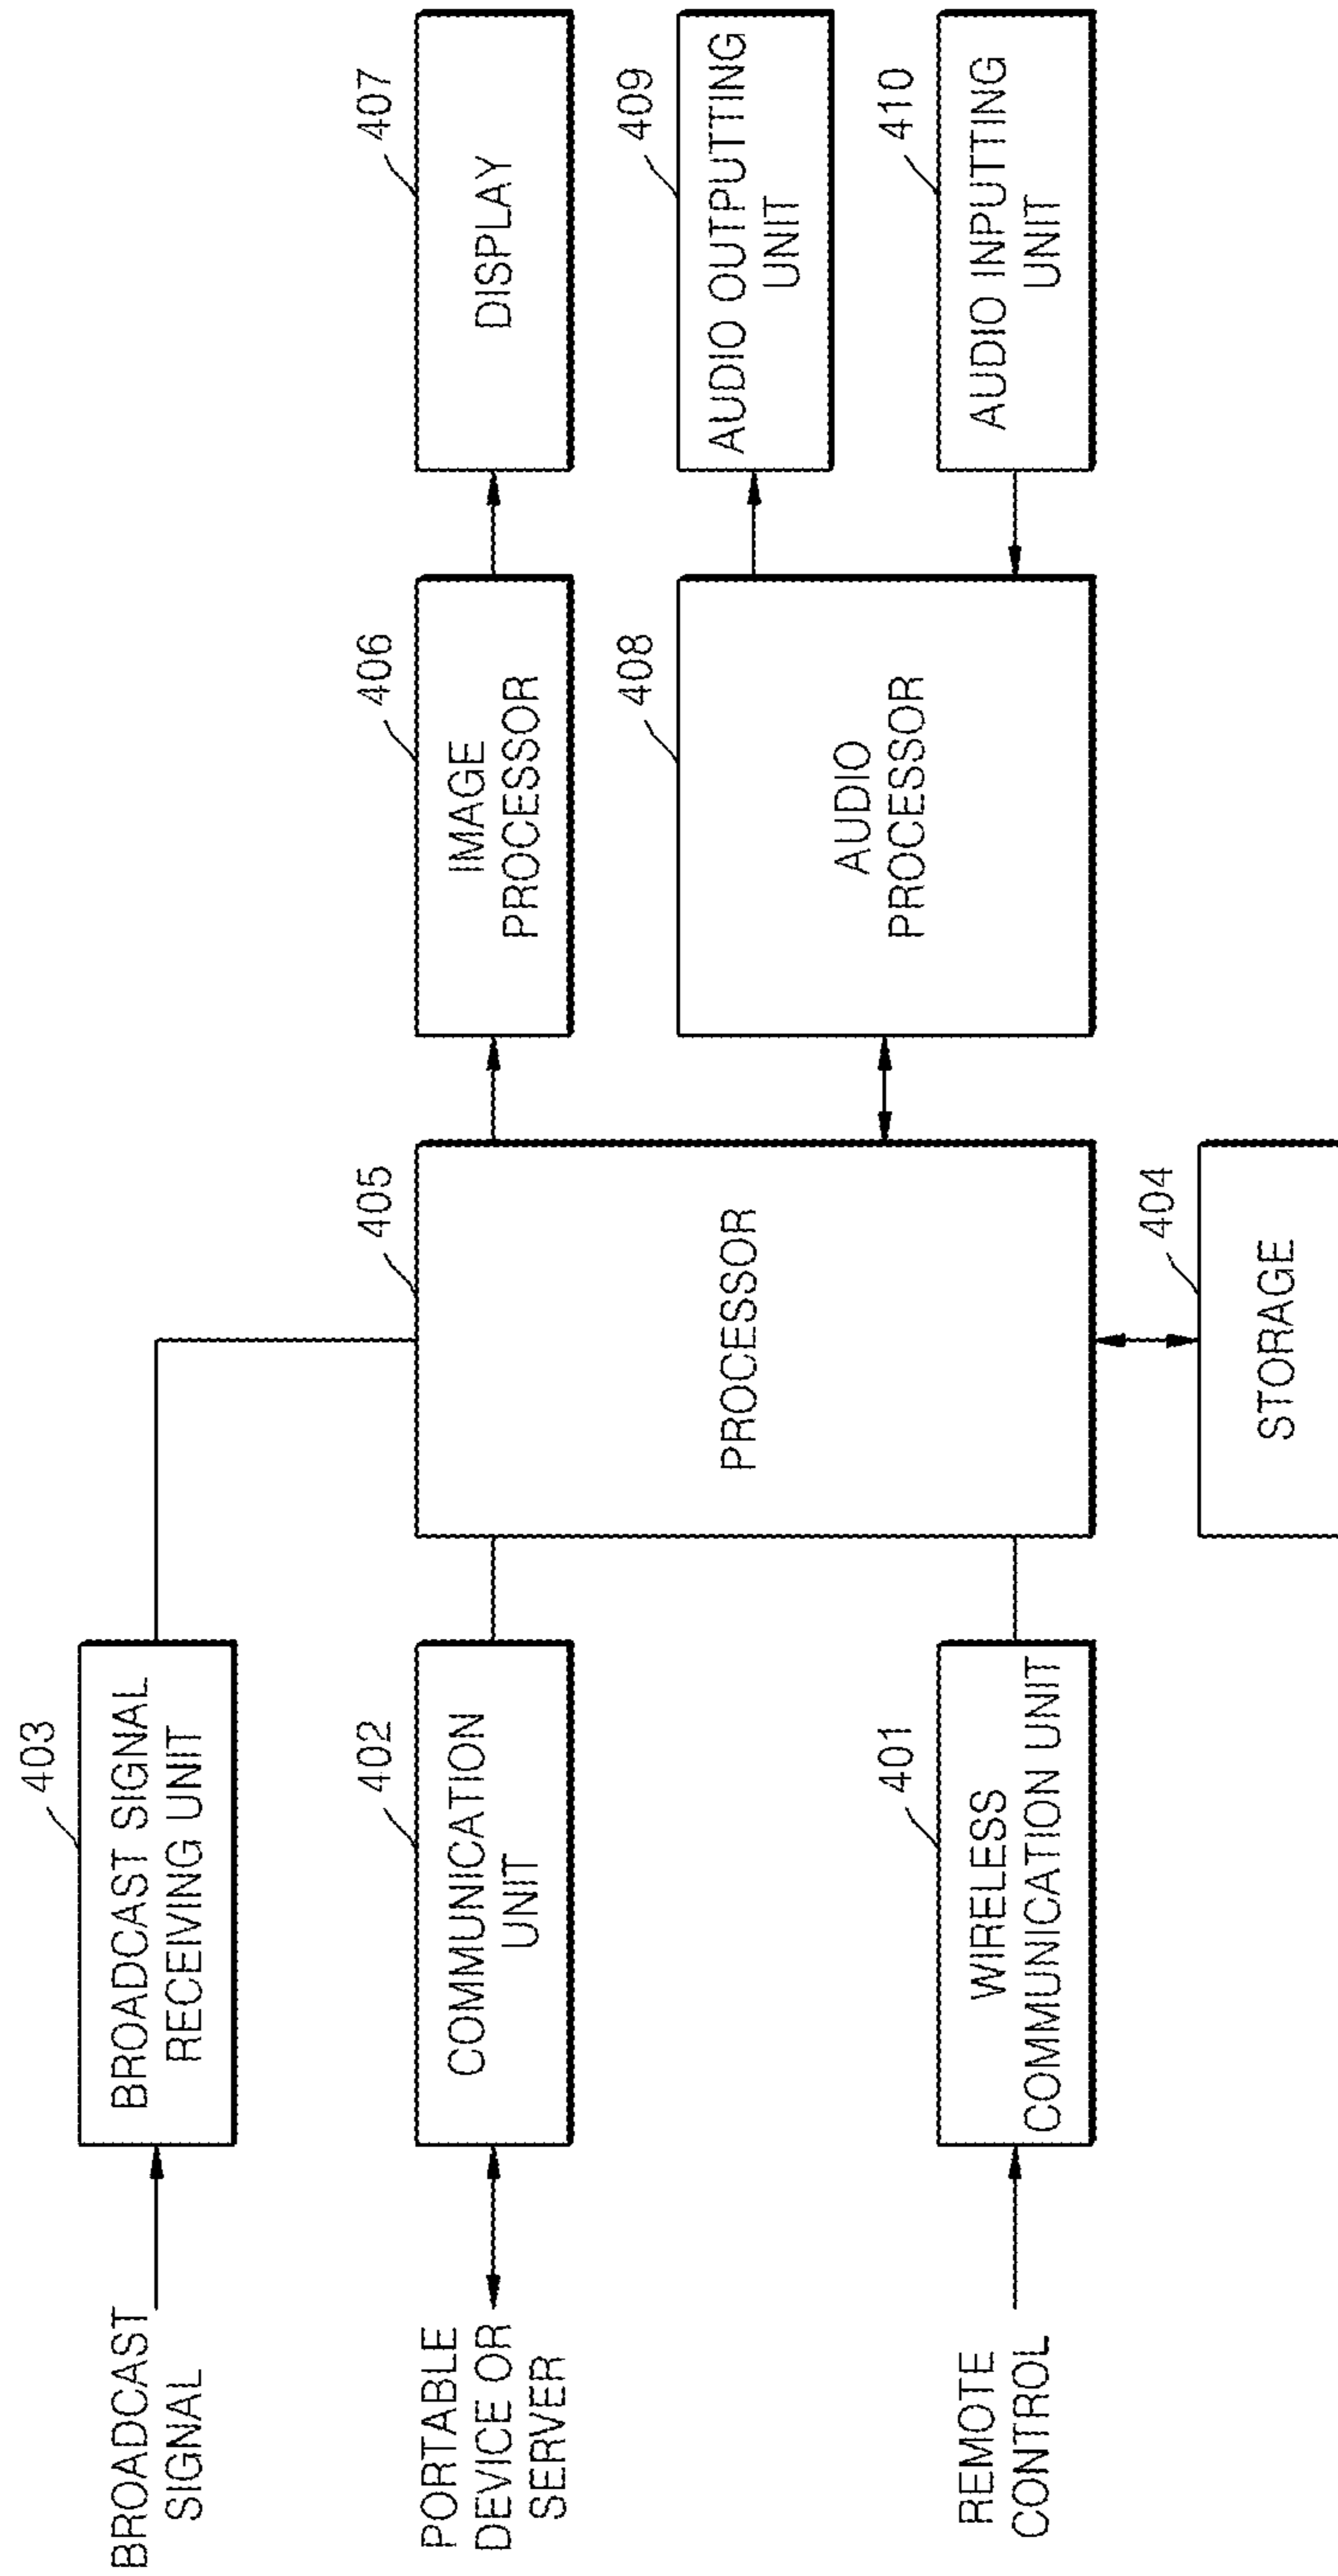 BROADCAST
SIGNAL
403
BROADCAST SIGNAL
RECEIVING UNIT
PORTABLE
DEVICE OR
SERVER
402
COMMUNICATION
UNIT
405
PROCESSOR
406
IMAGE
PROCESSOR
407
DISPLAY
408
AUDIO
PROCESSOR
409
AUDIO OUTPUTTING
UNIT
REMOTE
CONTROL
401
WIRELESS
COMMUNICATION UNIT
410
AUDIO INPUTTING
UNIT
404
STORAGE